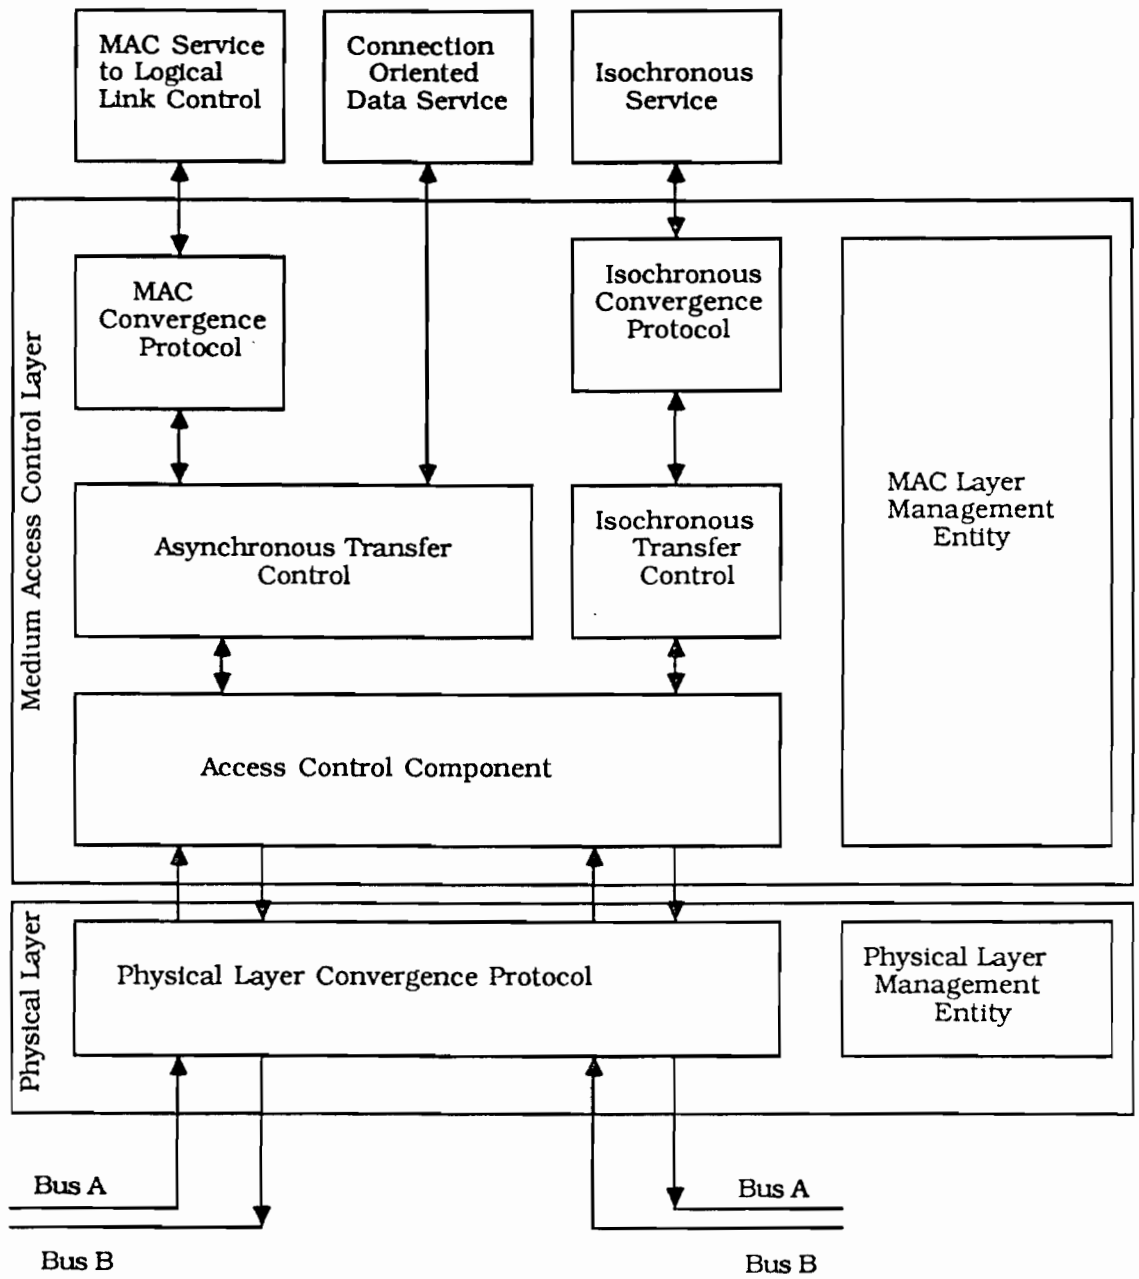 MAC Service
to Logical
Link Control
Connection
Oriented
Data Service
Isochronous
Service
Medium Access Control Layer
MAC
Convergence
Protocol
Isochronous
Convergence
Protocol
MAC Layer
Management
Entity
Asynchronous Transfer
Control
Isochronous
Transfer
Control
Access Control Component
Physical Layer
Physical Layer Convergence Protocol
Physical Layer
Management
Entity
Bus A
Bus B
Bus A
Bus B